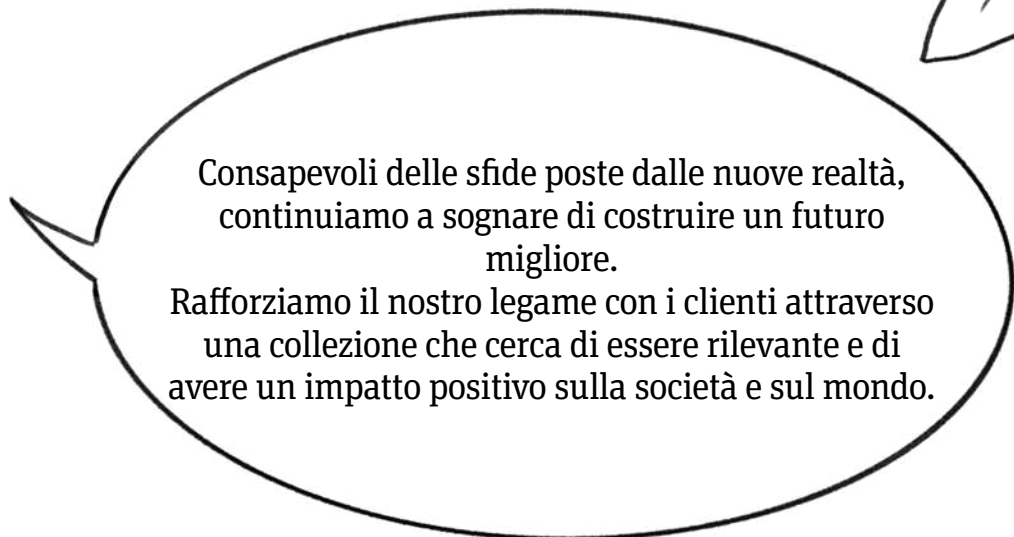 Consapevoli delle sfide poste dalle nuove realtà,
continuiamo a sognare di costruire un futuro
migliore.
Rafforziamo il nostro legame con i clienti attraverso
una collezione che cerca di essere rilevante e di
avere un impatto positivo sulla società e sul mondo.